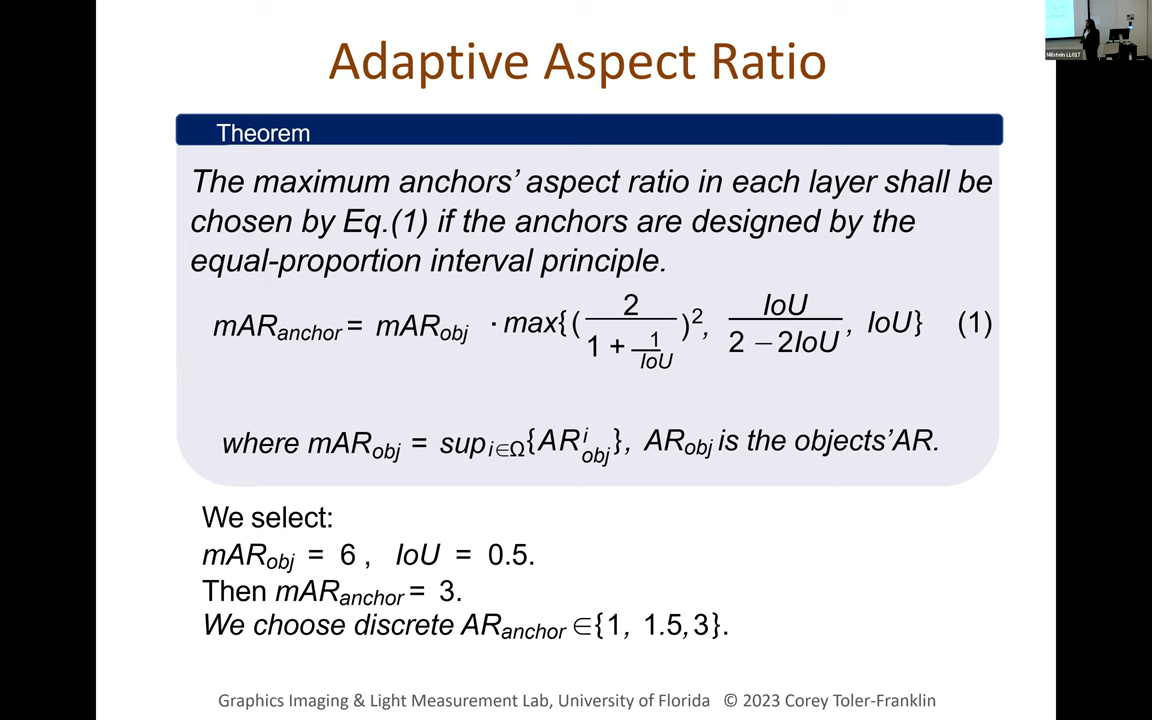 Adaptive Aspect Ratio
Milstein LL017
Theorem
The maximum anchors' aspect ratio in each layer shall be
chosen by Eq.(1) if the anchors are designed by the
equal-proportion interval principle.
mAR_anchor = mAR_obj · max{( 2 / (1 + 1/IoU) )², IoU / (2 − 2IoU), IoU} (1)
where mAR_obj = sup_{i∈Ω}{AR^i_obj}, AR_obj is the objects'AR.
We select:
mAR_obj = 6 , IoU = 0.5.
Then mAR_anchor = 3.
We choose discrete AR_anchor ∈{1, 1.5,3}.
Graphics Imaging & Light Measurement Lab, University of Florida © 2023 Corey Toler-Franklin